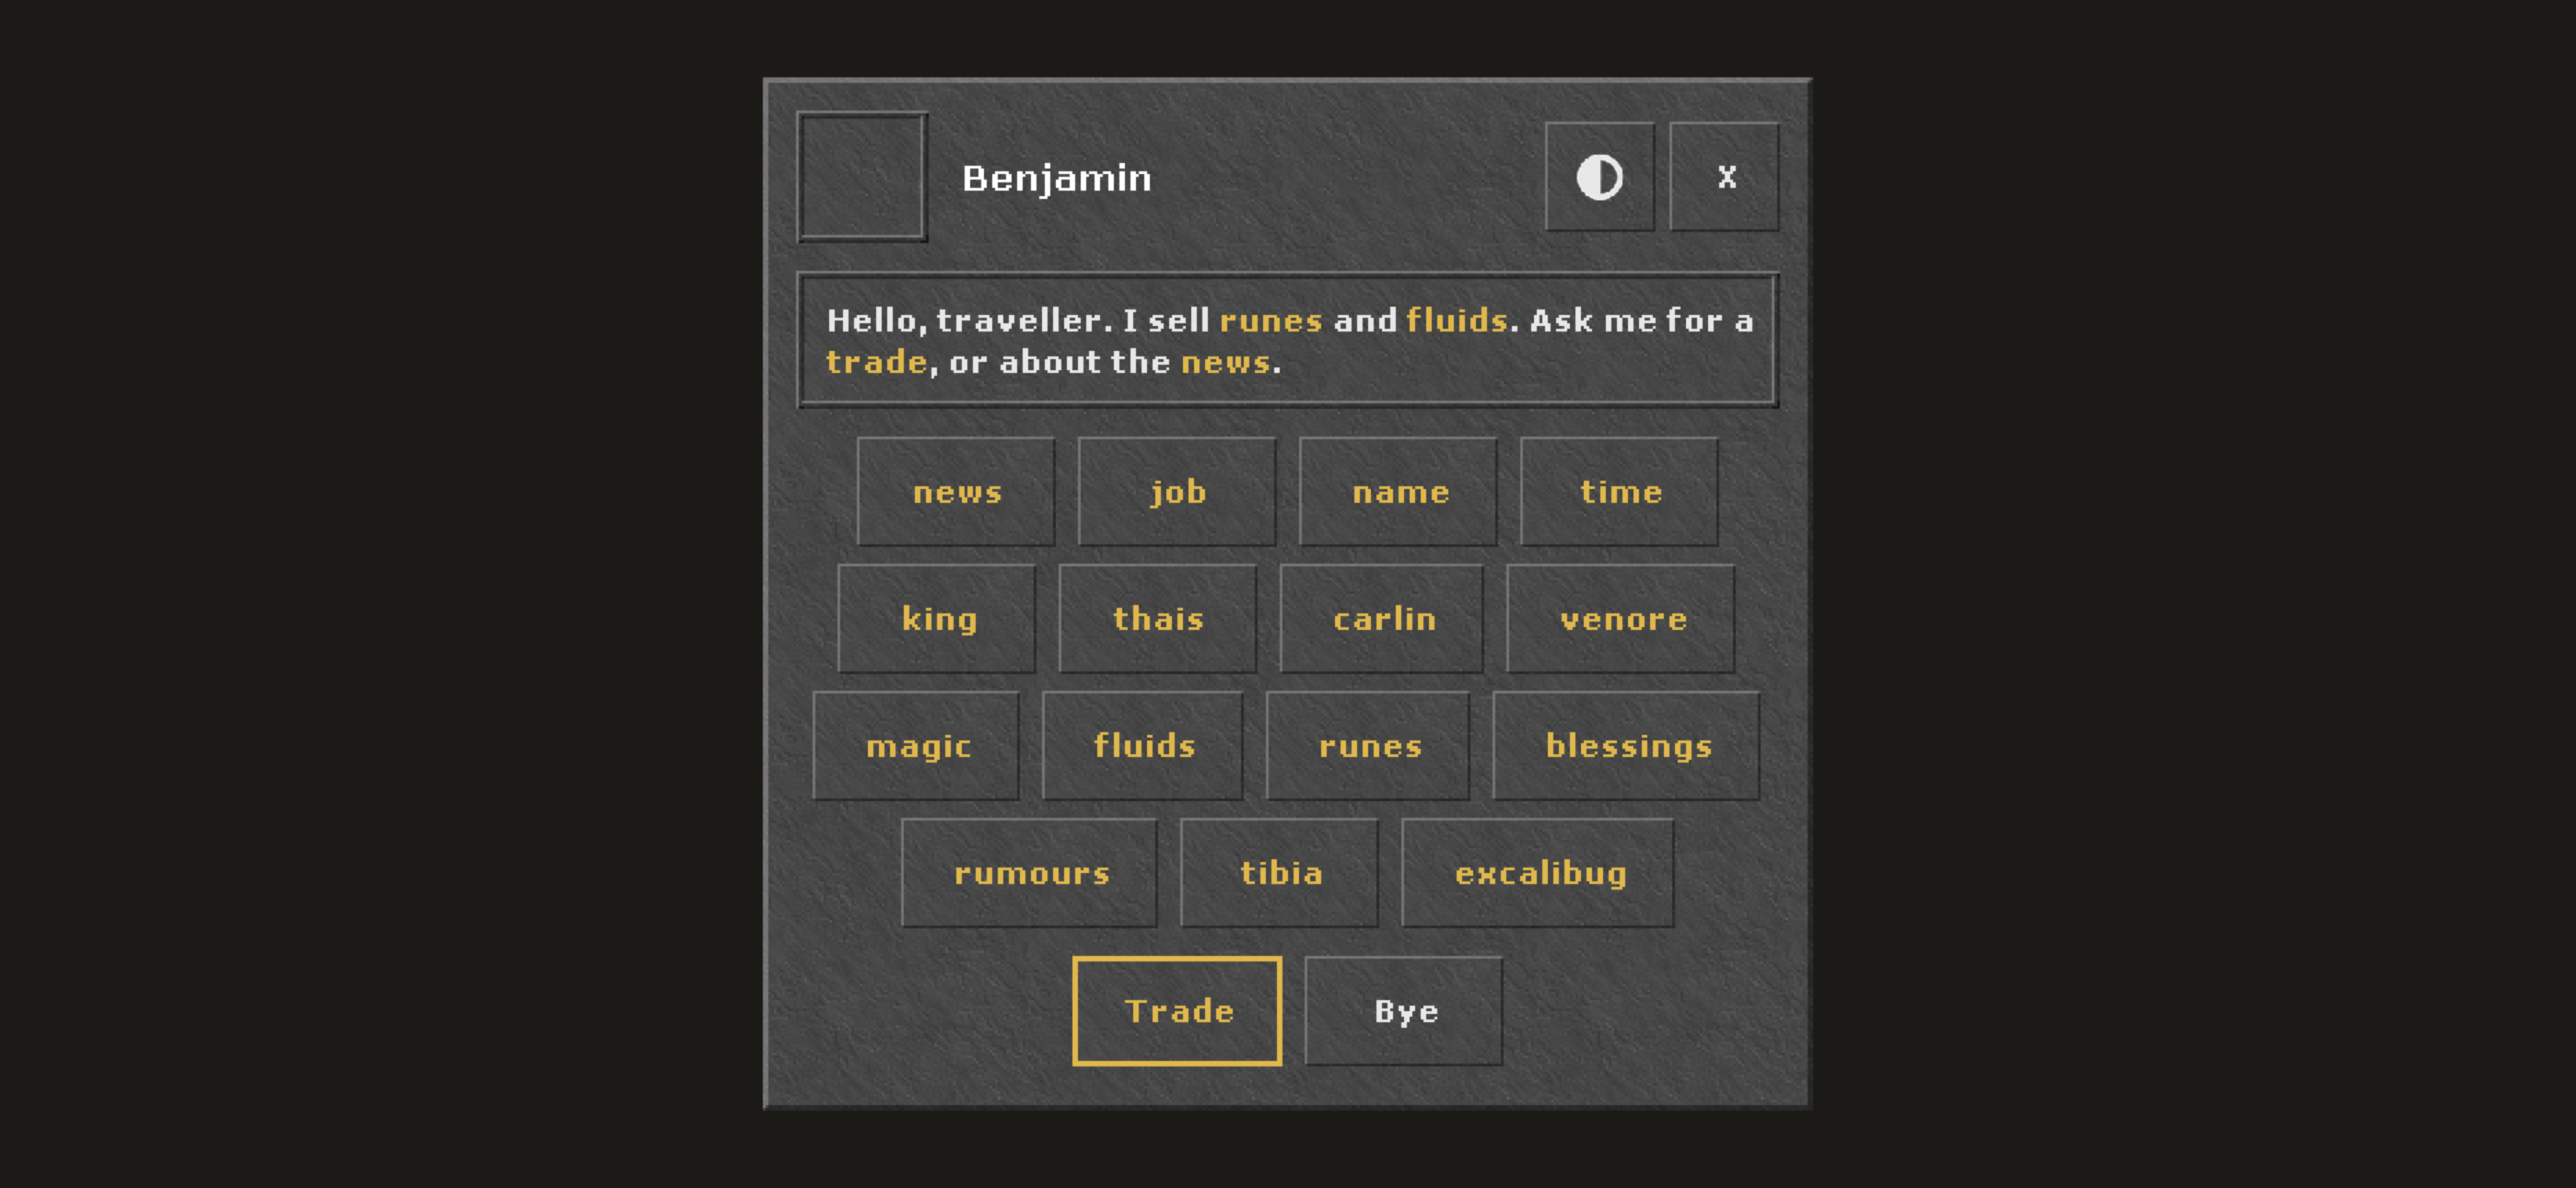 Benjamin
x
Hello, traveller. I sell runes and fluids. Ask me for a
trade, or about the news.
news job name time
king thais carlin venore
magic fluids runes blessings
rumours tibia excalibug
Trade Bye